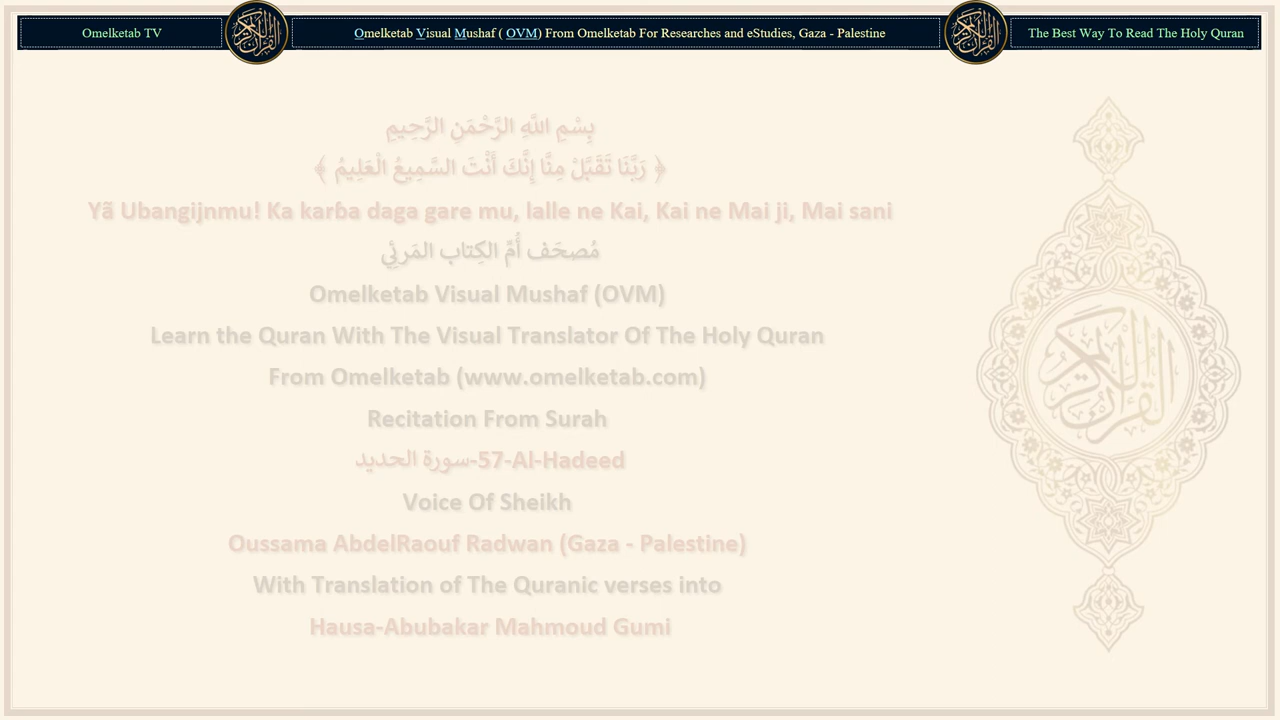 Omelketab TV
Omelketab Visual Mushaf ( OVM) From Omelketab For Researches and eStudies, Gaza - Palestine
The Best Way To Read The Holy Quran
بِسْمِ اللَّهِ الرَّحْمَنِ الرَّحِيمِ
﴿ رَبَّنَا تَقَبَّلْ مِنَّا إِنَّكَ أَنْتَ السَّمِيعُ الْعَلِيمُ ﴾
Yã Ubangijnmu! Ka karɓa daga gare mu, lalle ne Kai, Kai ne Mai ji, Mai sani
مُصحَف أُمِّ الكِتاب المَرئِي
Omelketab Visual Mushaf (OVM)
Learn the Quran With The Visual Translator Of The Holy Quran
From Omelketab (www.omelketab.com)
Recitation From Surah
سورة الحديد-57-Al-Hadeed
Voice Of Sheikh
Oussama AbdelRaouf Radwan (Gaza - Palestine)
With Translation of The Quranic verses into
Hausa-Abubakar Mahmoud Gumi
القرآن الكريم